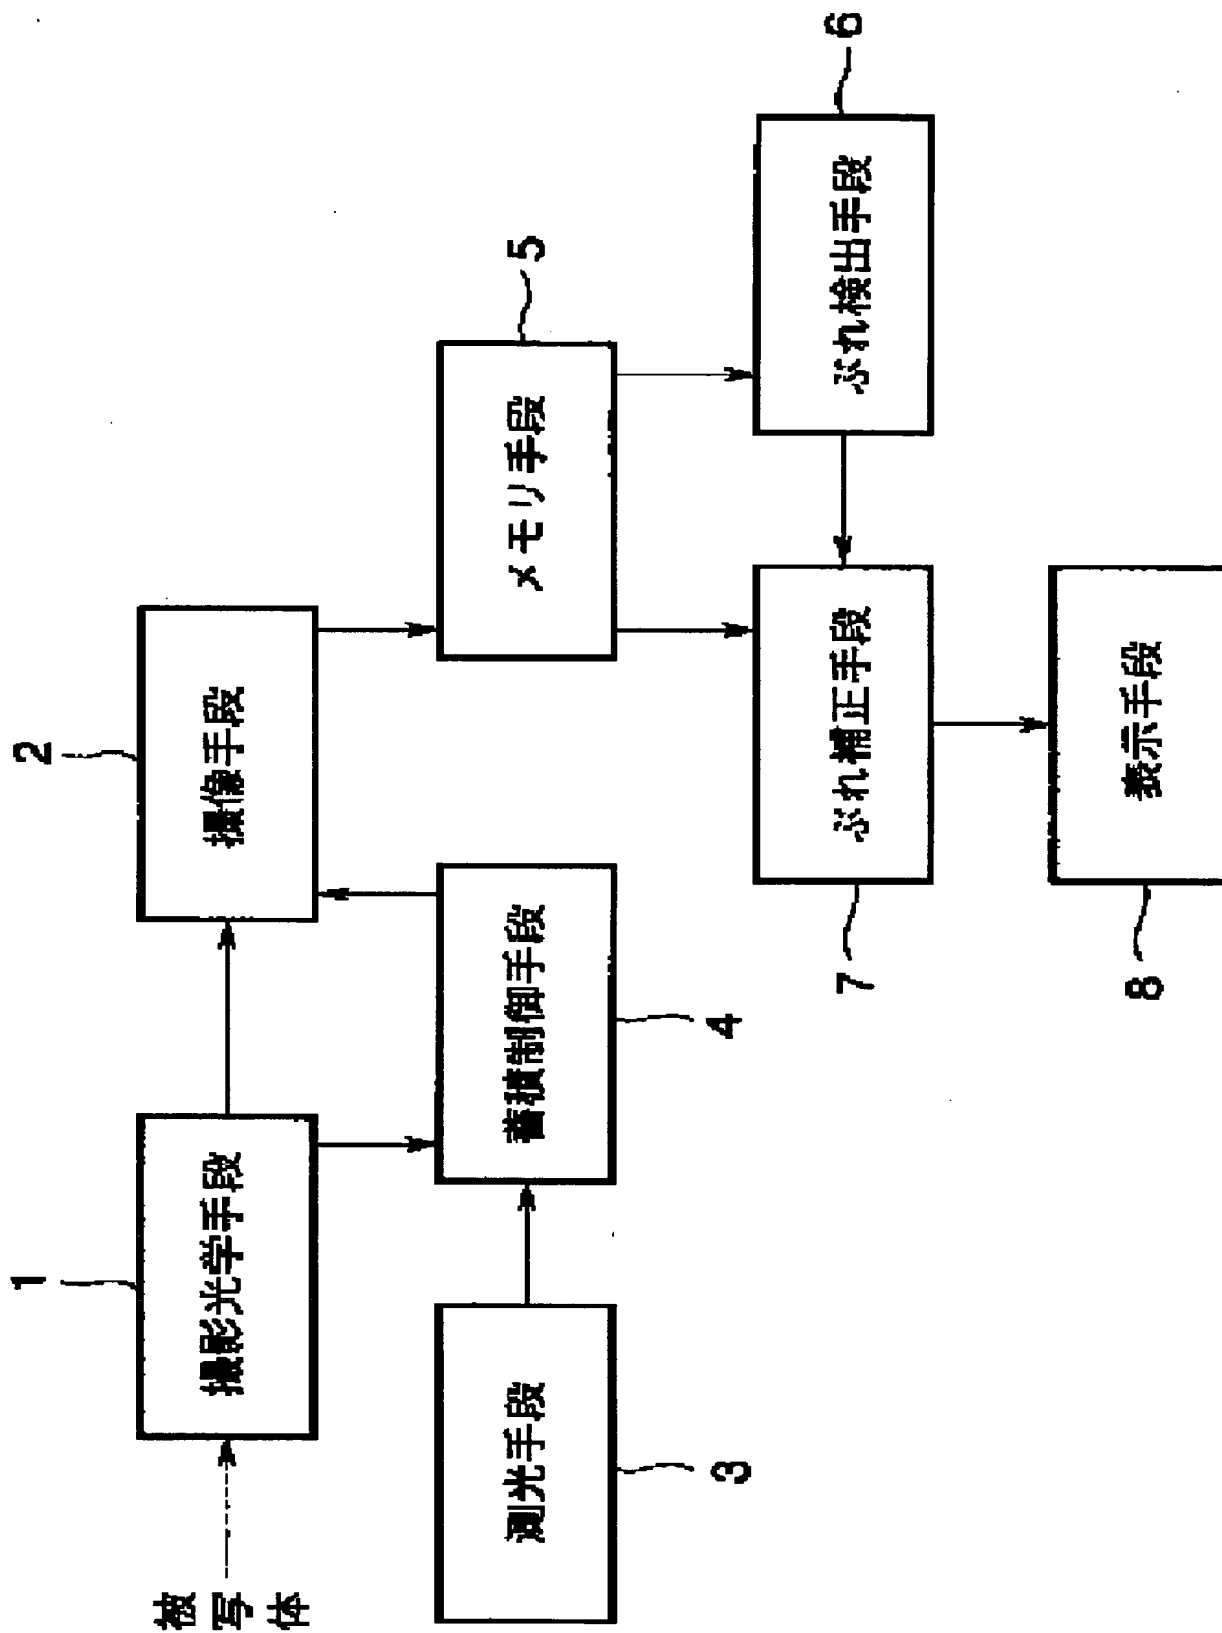 被写体
1
撮影光学手段
2
撮像手段
3
測光手段
4
蓄積制御手段
5
メモリ手段
6
ぶれ検出手段
7
ぶれ補正手段
8
表示手段